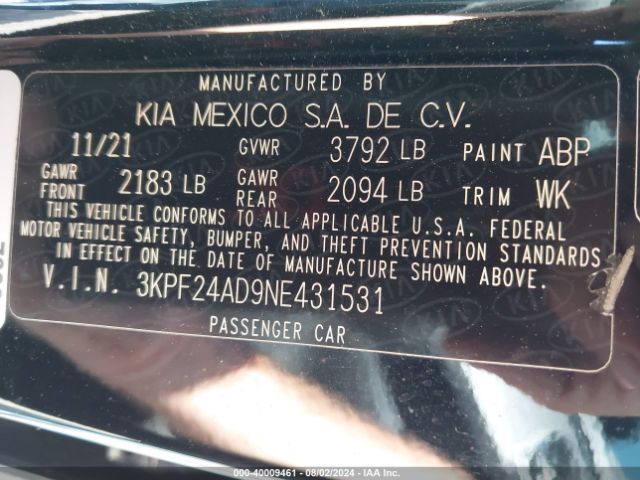 MANUFACTURED BY
KIA MEXICO S.A. DE C.V.
11/21 GVWR 3792 LB PAINT ABP
GAWR FRONT 2183 LB GAWR REAR 2094 LB TRIM WK
THIS VEHICLE CONFORMS TO ALL APPLICABLE U.S.A. FEDERAL
MOTOR VEHICLE SAFETY, BUMPER, AND THEFT PREVENTION STANDARDS
IN EFFECT ON THE DATE OF MANUFACTURE SHOWN ABOVE.
V.I.N. 3KPF24AD9NE431531
PASSENGER CAR
000-40009461 - 08/02/2024 - IAA Inc.